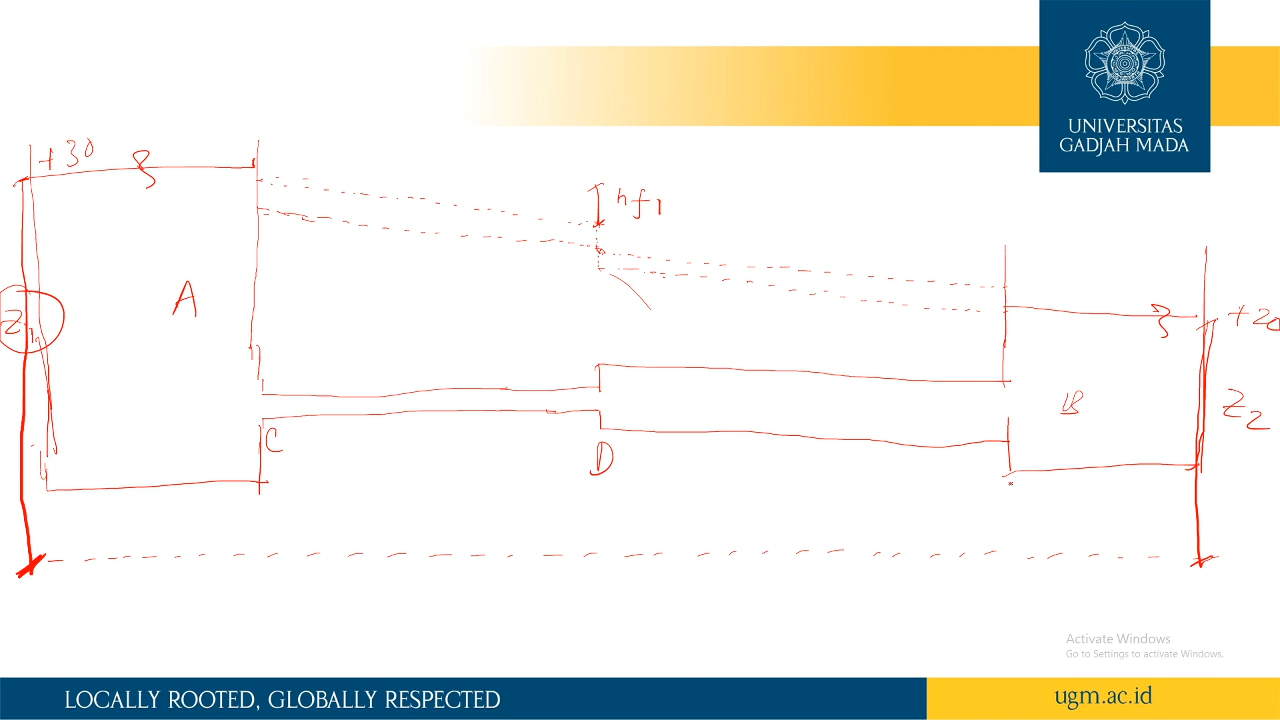 UNIVERSITAS
GADJAH MADA
+30
hf1
A
Z1
+20
B
Z2
C
D
Activate Windows
Go to Settings to activate Windows.
LOCALLY ROOTED, GLOBALLY RESPECTED
ugm.ac.id